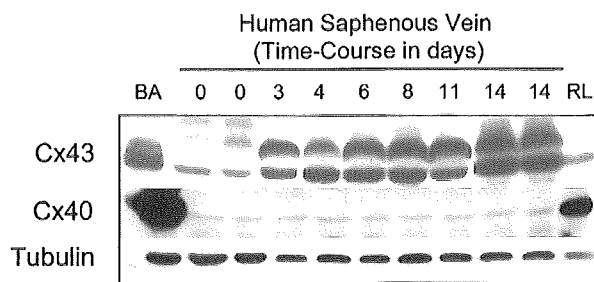 Human Saphenous Vein
(Time-Course in days)
BA 0 0 3 4 6 8 11 14 14 RL
Cx43
Cx40
Tubulin